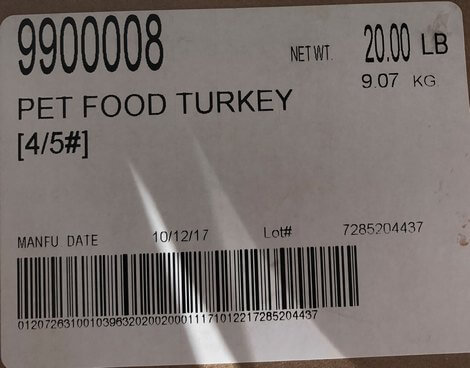 9900008 NET WT. 20.00 LB
9.07 KG
PET FOOD TURKEY
[4/5#]
MANFU DATE 10/12/17 Lot# 7285204437
0120726310010396320200200011171012217285204437